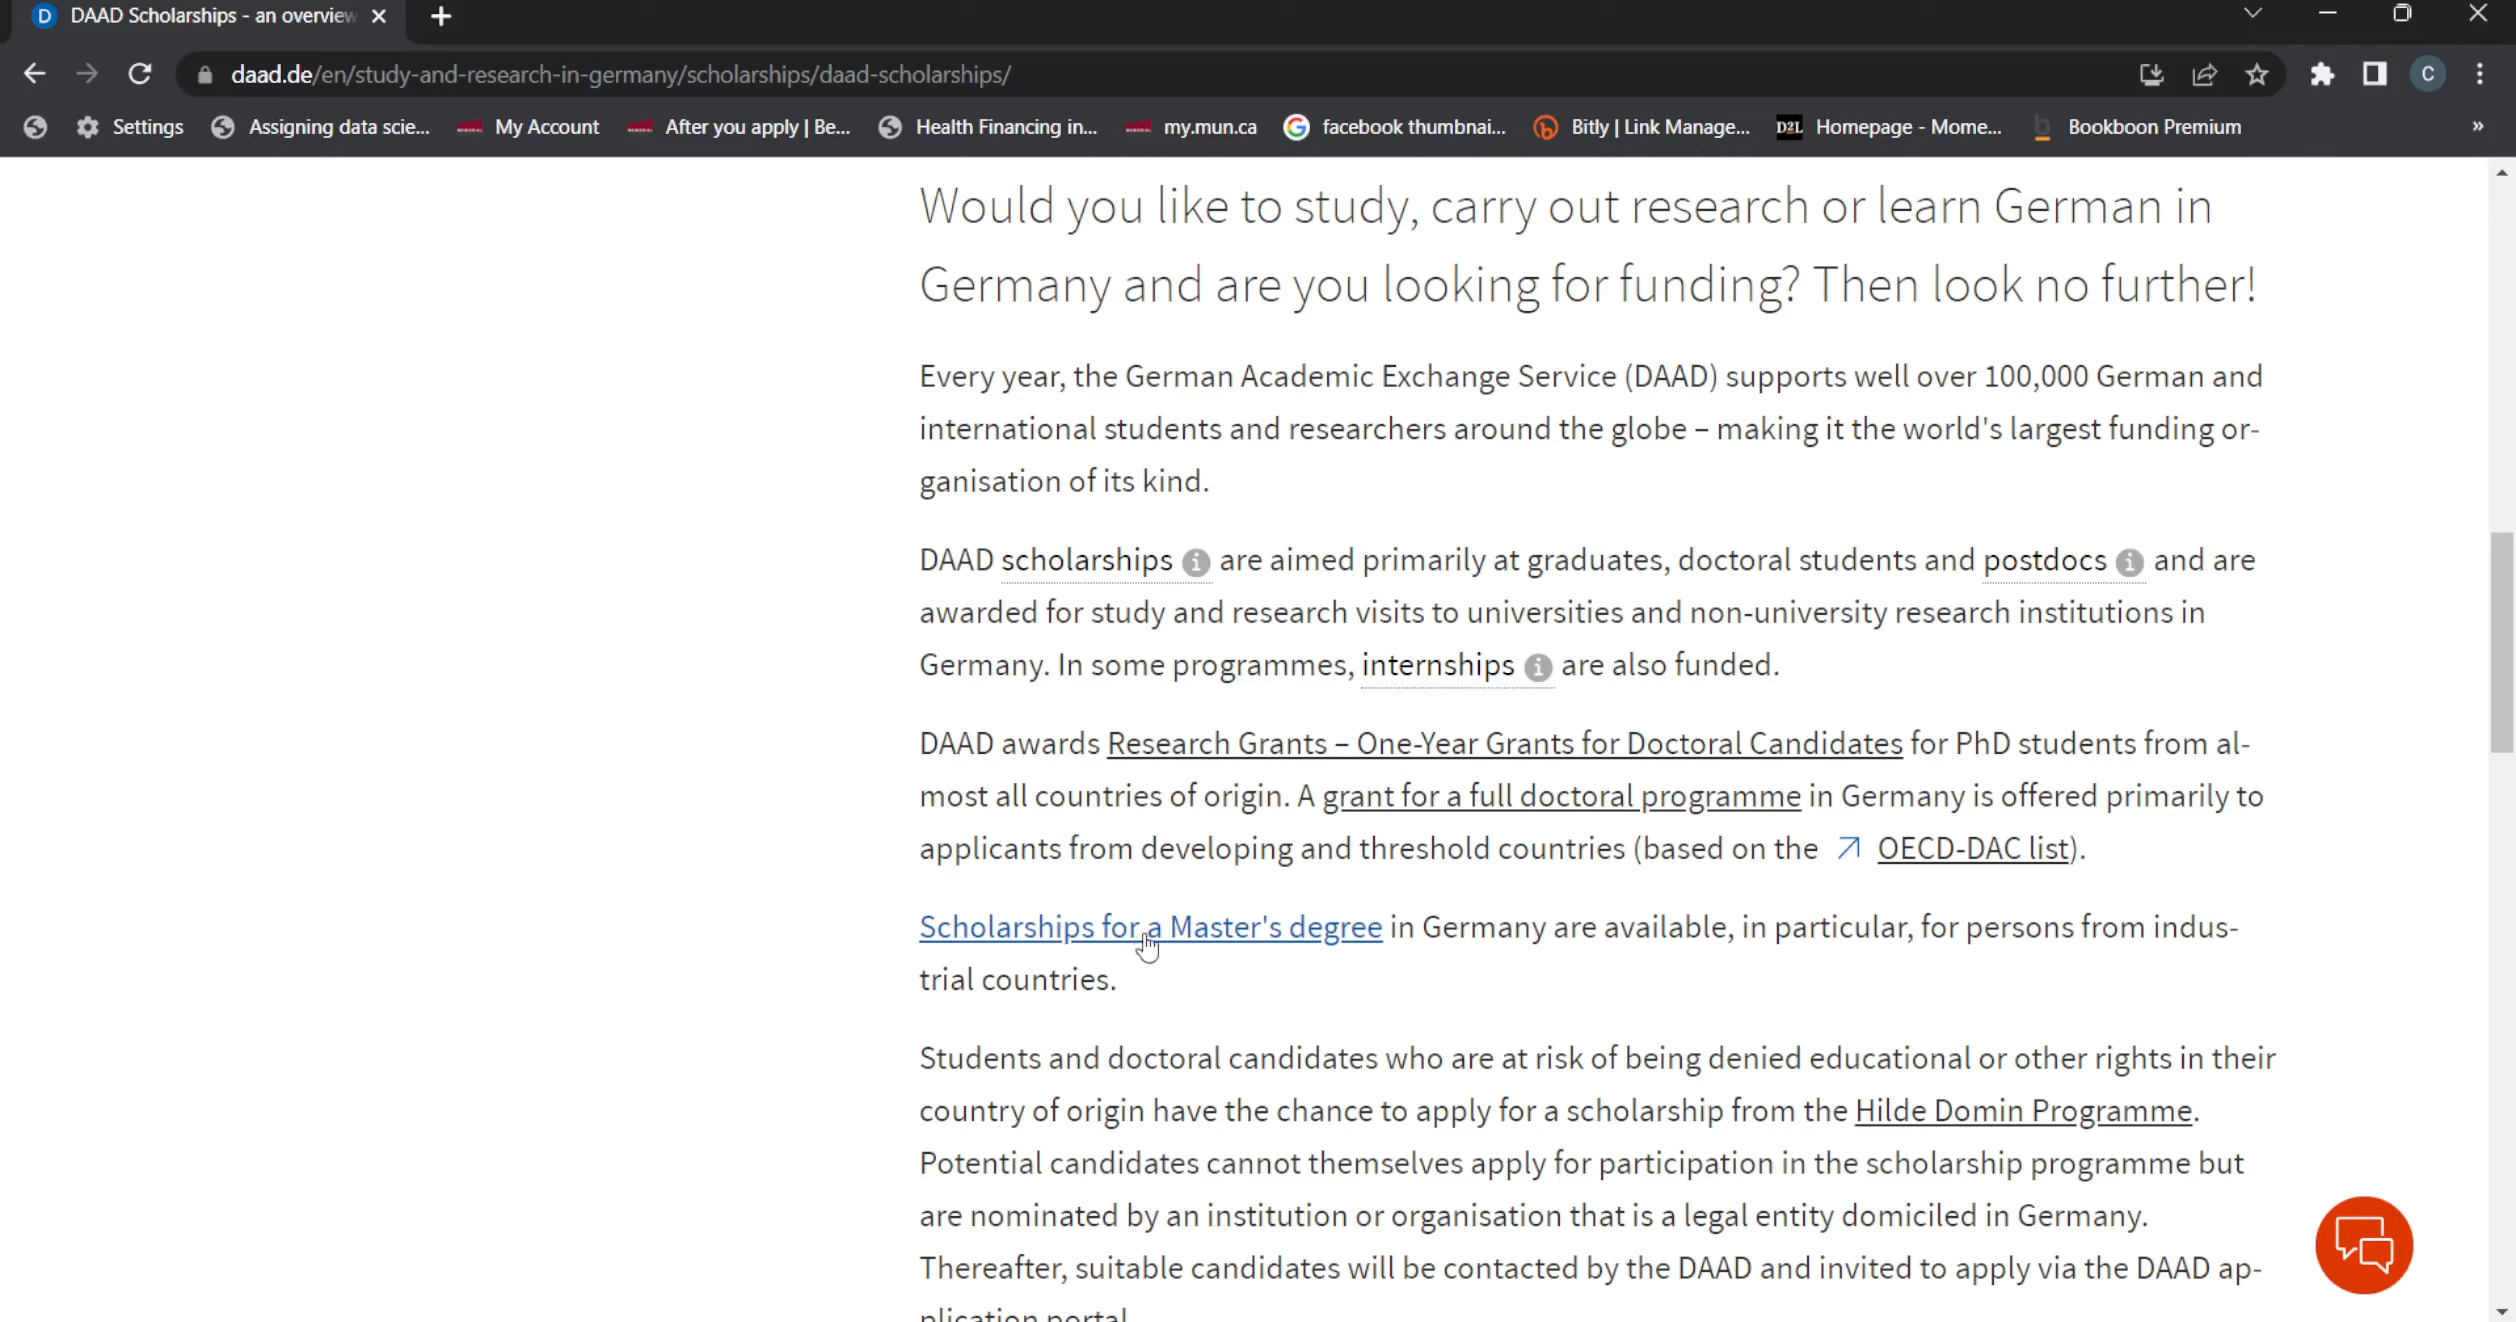 DAAD Scholarships - an overview
daad.de/en/study-and-research-in-germany/scholarships/daad-scholarships/
C
Settings
Assigning data scie...
My Account
After you apply | Be...
Health Financing in...
my.mun.ca
facebook thumbnai...
Bitly | Link Manage...
D2L Homepage - Mome...
Bookboon Premium
»
Would you like to study, carry out research or learn German in
Germany and are you looking for funding? Then look no further!
Every year, the German Academic Exchange Service (DAAD) supports well over 100,000 German and
international students and researchers around the globe – making it the world's largest funding or-
ganisation of its kind.
DAAD scholarships i are aimed primarily at graduates, doctoral students and postdocs i and are
awarded for study and research visits to universities and non-university research institutions in
Germany. In some programmes, internships i are also funded.
DAAD awards Research Grants – One-Year Grants for Doctoral Candidates for PhD students from al-
most all countries of origin. A grant for a full doctoral programme in Germany is offered primarily to
applicants from developing and threshold countries (based on the OECD-DAC list).
Scholarships for a Master's degree in Germany are available, in particular, for persons from indus-
trial countries.
Students and doctoral candidates who are at risk of being denied educational or other rights in their
country of origin have the chance to apply for a scholarship from the Hilde Domin Programme.
Potential candidates cannot themselves apply for participation in the scholarship programme but
are nominated by an institution or organisation that is a legal entity domiciled in Germany.
Thereafter, suitable candidates will be contacted by the DAAD and invited to apply via the DAAD ap-
plication portal